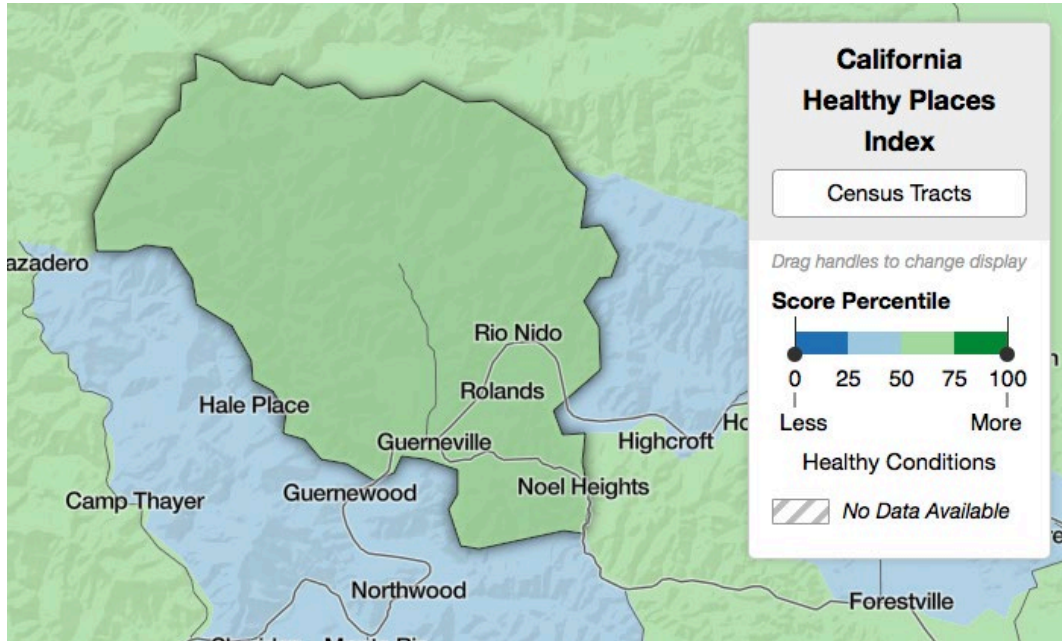 California
Healthy Places
Index
Census Tracts
Drag handles to change display
Score Percentile
0 25 50 75 100
Less More
Healthy Conditions
No Data Available
azadero
Rio Nido
Rolands
Hale Place
Guerneville
Highcroft
Guernewood
Noel Heights
Camp Thayer
Northwood
Forestville